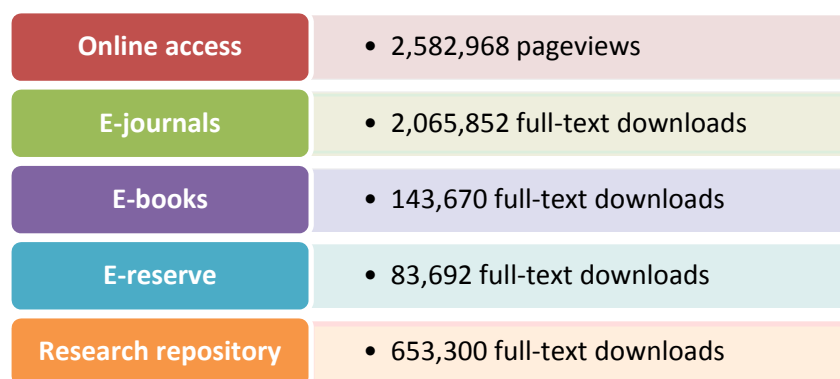 Online access • 2,582,968 pageviews
E-journals • 2,065,852 full-text downloads
E-books • 143,670 full-text downloads
E-reserve • 83,692 full-text downloads
Research repository • 653,300 full-text downloads